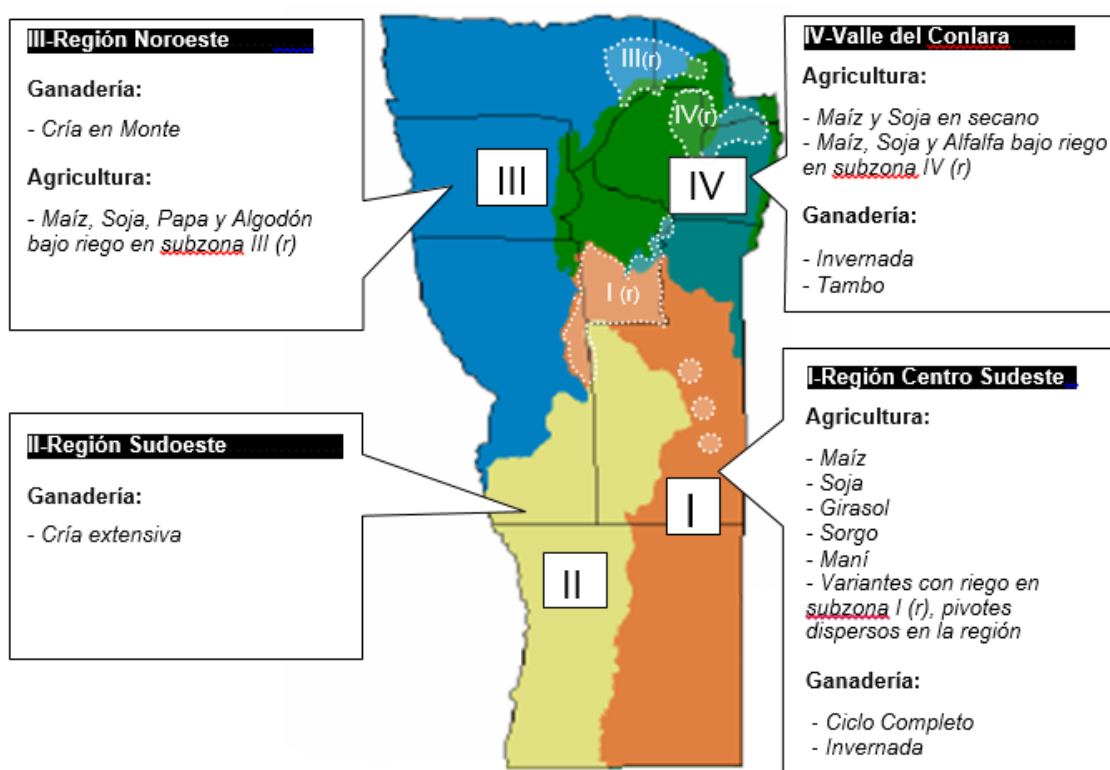 III-Región Noroeste
Ganadería:
- Cría en Monte
Agricultura:
- Maíz, Soja, Papa y Algodón
bajo riego en subzona III (r)
II-Región Sudoeste
Ganadería:
- Cría extensiva
III(r)
IV(r)
III
IV
I (r)
I
II
IV-Valle del Conlara
Agricultura:
- Maíz y Soja en secano
- Maíz, Soja y Alfalfa bajo riego
en subzona IV (r)
Ganadería:
- Invernada
- Tambo
I-Región Centro Sudeste
Agricultura:
- Maíz
- Soja
- Girasol
- Sorgo
- Maní
- Variantes con riego en
subzona I (r), pivotes
dispersos en la región
Ganadería:
- Ciclo Completo
- Invernada